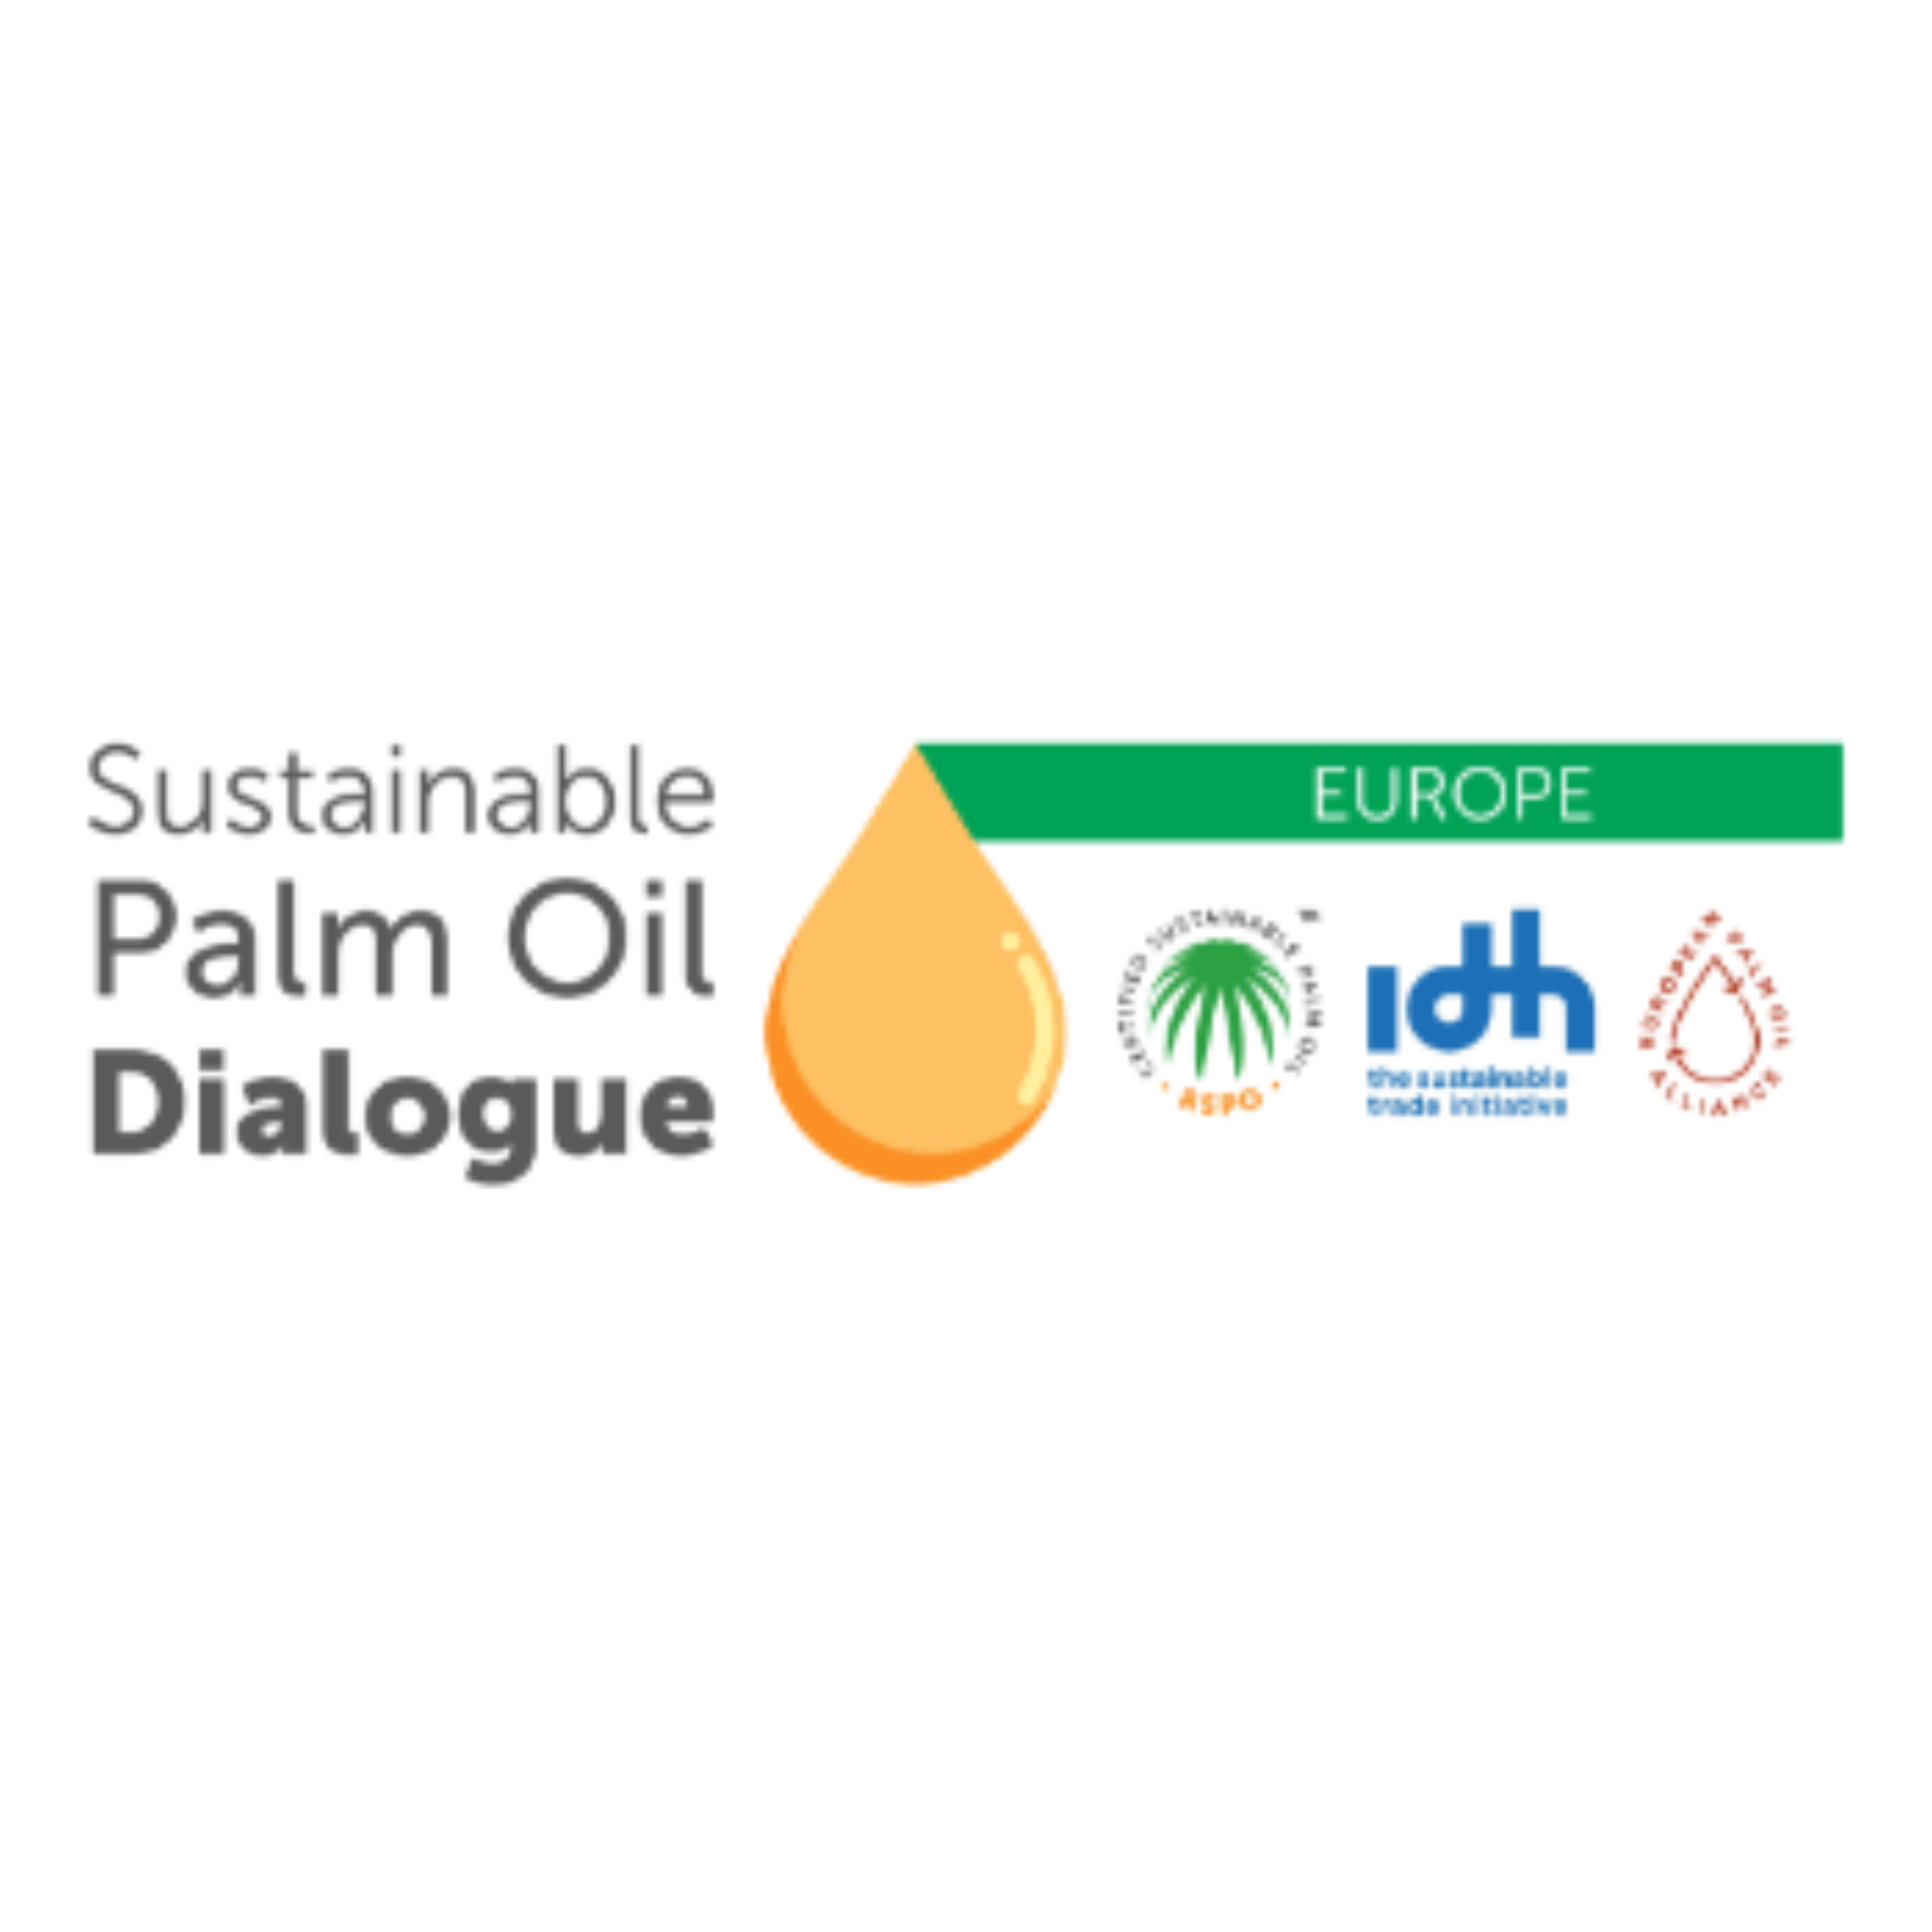 Sustainable
Palm Oil
Dialogue
EUROPE
CERTIFIED SUSTAINABLE PALM OIL
RSPO
™
idh
the sustainable
trade initiative
EUROPEAN PALM OIL
ALLIANCE